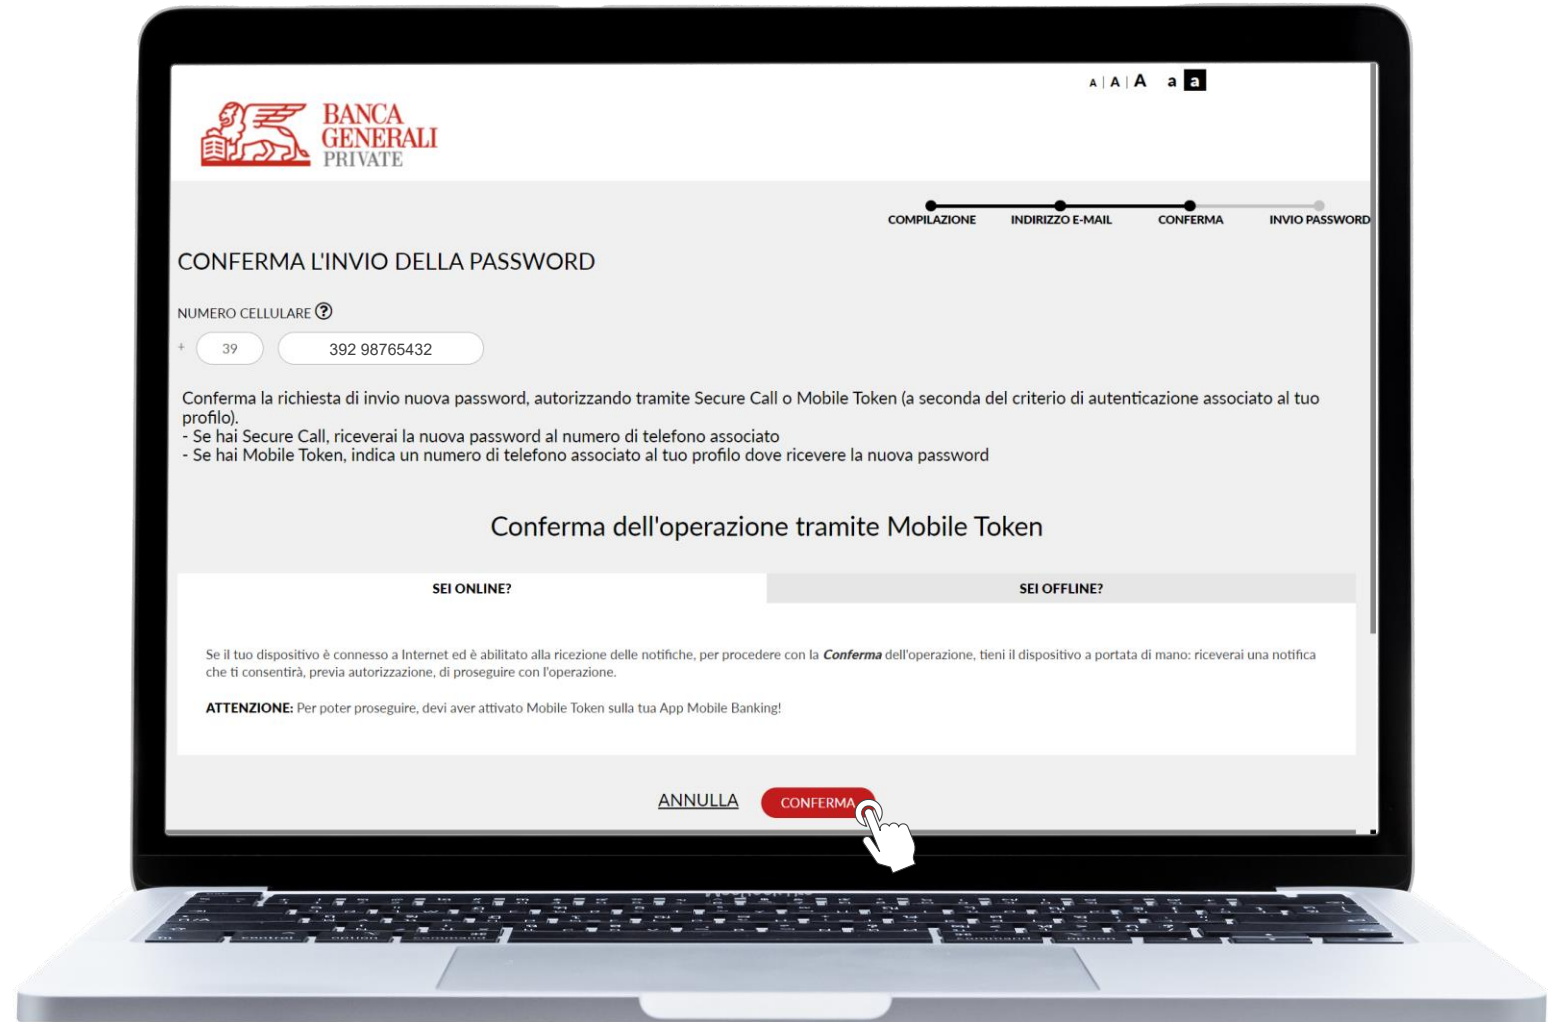 A | A | A a a
BANCA
GENERALI
PRIVATE
COMPILAZIONE INDIRIZZO E-MAIL CONFERMA INVIO PASSWORD
CONFERMA L'INVIO DELLA PASSWORD
NUMERO CELLULARE ?
+ 39 392 98765432
Conferma la richiesta di invio nuova password, autorizzando tramite Secure Call o Mobile Token (a seconda del criterio di autenticazione associato al tuo
profilo).
- Se hai Secure Call, riceverai la nuova password al numero di telefono associato
- Se hai Mobile Token, indica un numero di telefono associato al tuo profilo dove ricevere la nuova password
Conferma dell'operazione tramite Mobile Token
SEI ONLINE? SEI OFFLINE?
Se il tuo dispositivo è connesso a Internet ed è abilitato alla ricezione delle notifiche, per procedere con la Conferma dell'operazione, tieni il dispositivo a portata di mano: riceverai una notifica
che ti consentirà, previa autorizzazione, di proseguire con l'operazione.
ATTENZIONE: Per poter proseguire, devi aver attivato Mobile Token sulla tua App Mobile Banking!
ANNULLA CONFERMA
control option command command option